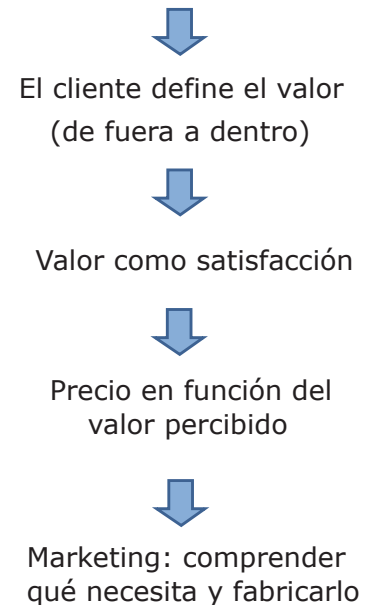 El cliente define el valor
(de fuera a dentro)
Valor como satisfacción
Precio en función del
valor percibido
Marketing: comprender
qué necesita y fabricarlo